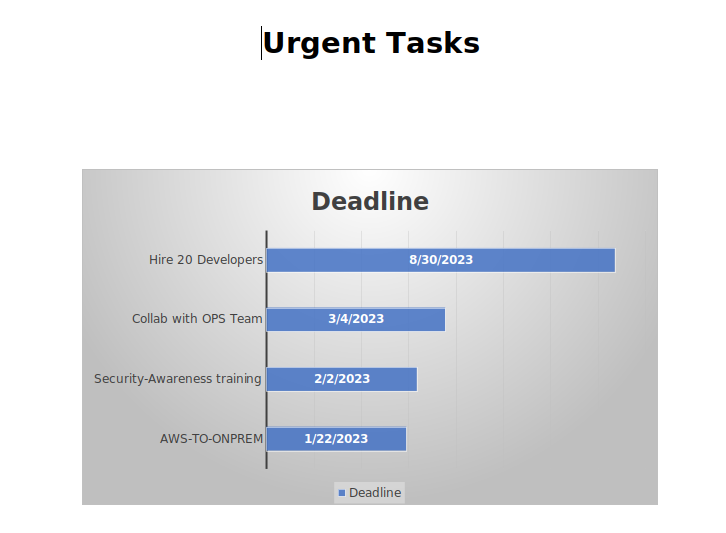 Urgent Tasks
Deadline
Hire 20 Developers 8/30/2023
Collab with OPS Team 3/4/2023
Security-Awareness training 2/2/2023
AWS-TO-ONPREM 1/22/2023
Deadline